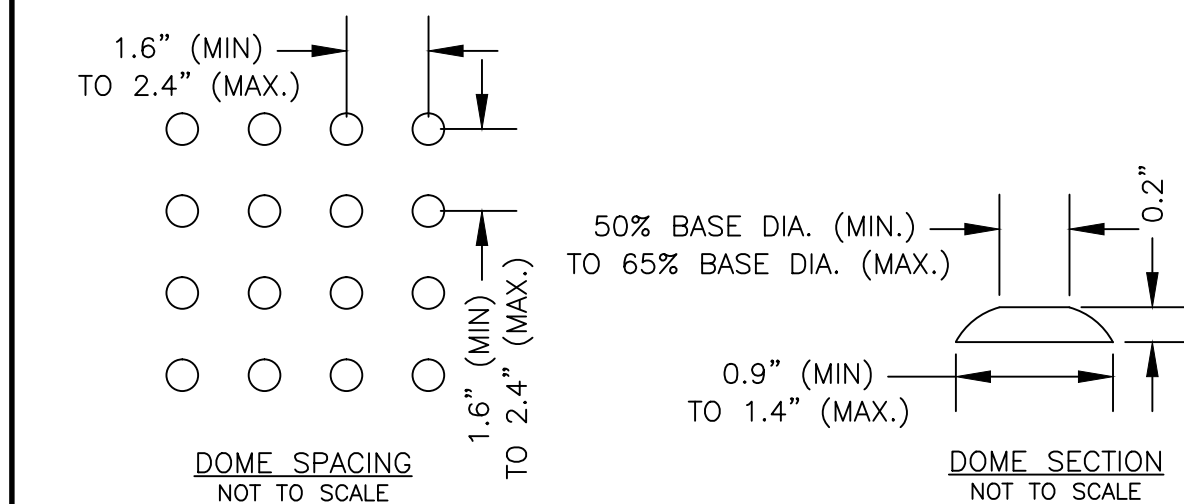 1.6" (MIN)
TO 2.4" (MAX.)
1.6" (MIN)
TO 2.4" (MAX.)
DOME SPACING
NOT TO SCALE
50% BASE DIA. (MIN.)
TO 65% BASE DIA. (MAX.)
0.2"
0.9" (MIN)
TO 1.4" (MAX.)
DOME SECTION
NOT TO SCALE